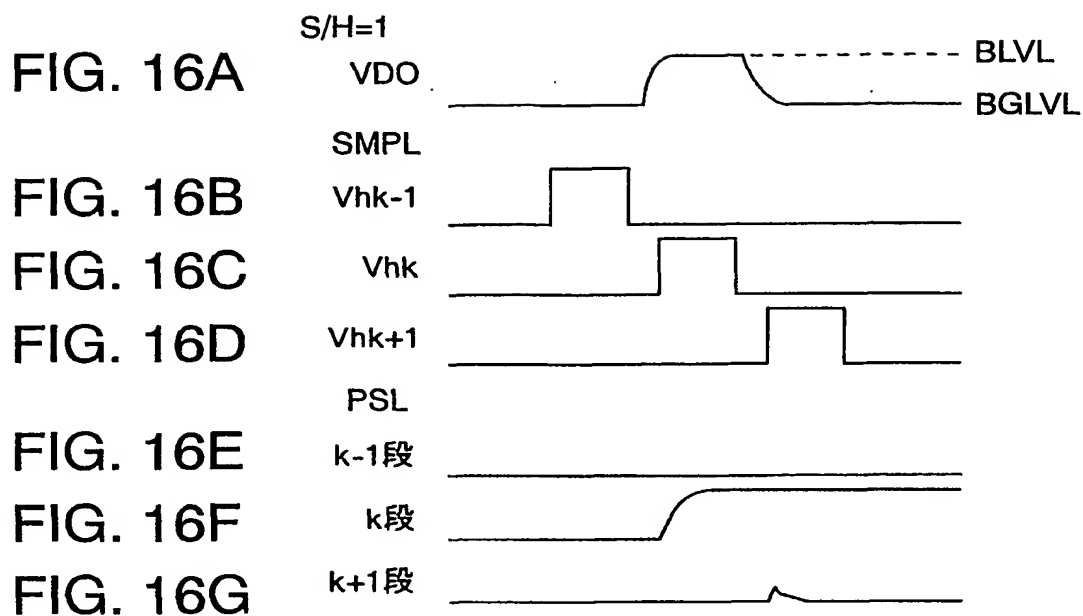 S/H=1
FIG. 16A VDO BLVL
BGLVL
SMPL
FIG. 16B Vhk-1
FIG. 16C Vhk
FIG. 16D Vhk+1
PSL
FIG. 16E k-1段
FIG. 16F k段
FIG. 16G k+1段